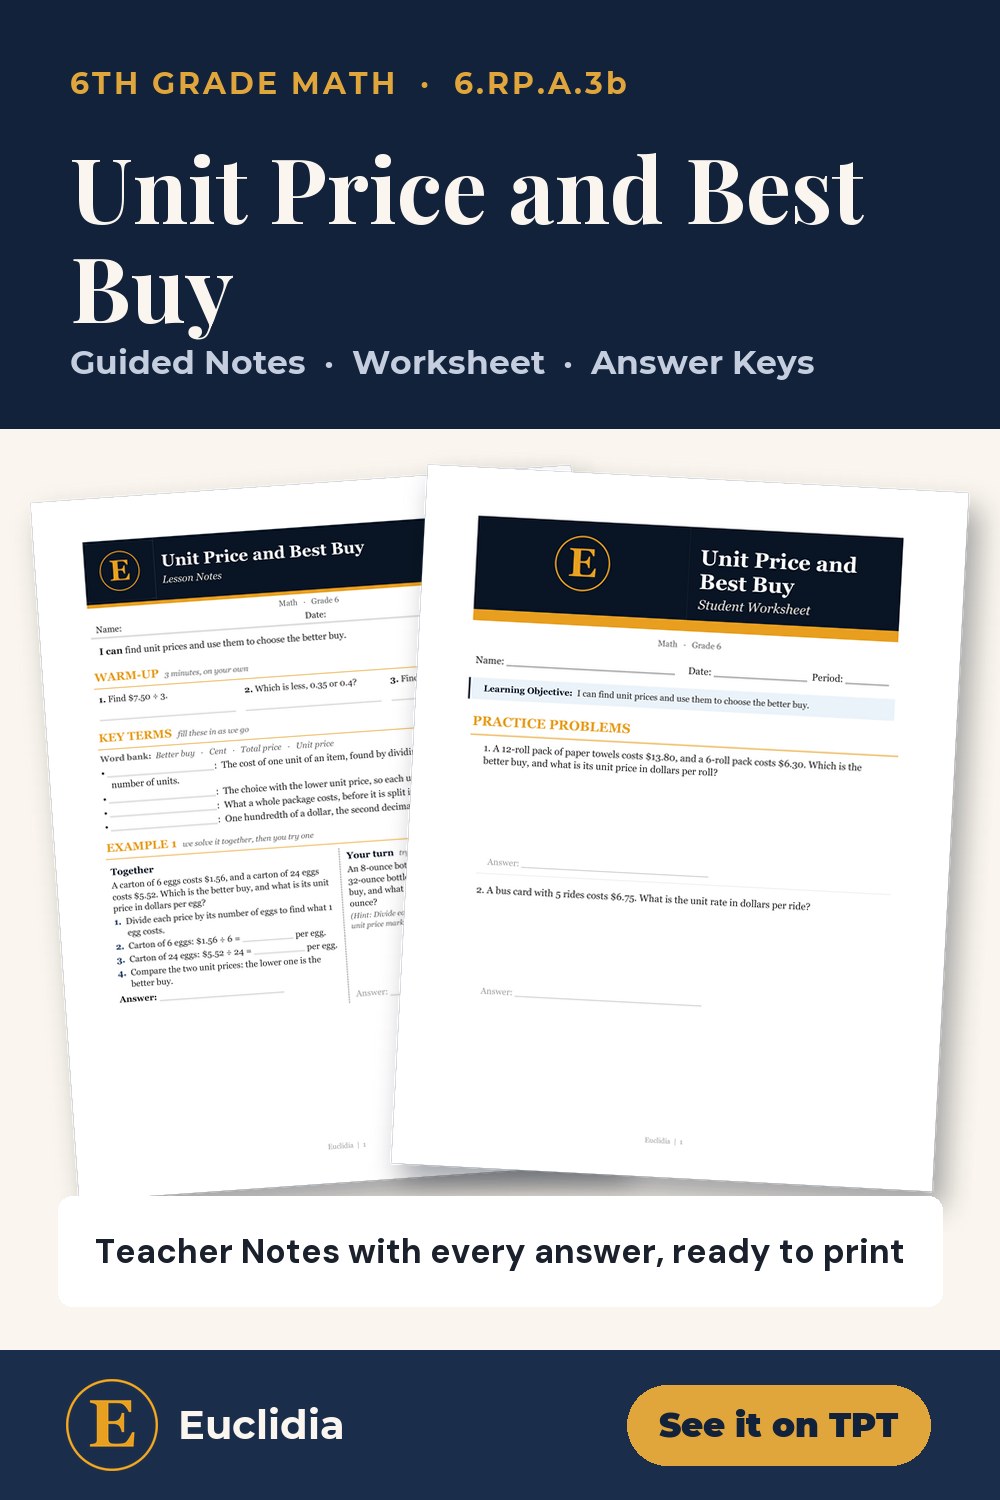 6TH GRADE MATH · 6.RP.A.3b
Unit Price and Best
Buy
Guided Notes · Worksheet · Answer Keys
E
Unit Price and Best Buy
Lesson Notes
Math · Grade 6
Name:
Date:
I can find unit prices and use them to choose the better buy.
WARM-UP 3 minutes, on your own
1. Find $7.50 ÷ 3.
2. Which is less, 0.35 or 0.4?
3.
KEY TERMS fill these in as we go
Word bank: Better buy · Cent · Total price · Unit price
• : The cost of one unit of an item, found by
number of units.
• : The choice with the lower unit price, so each
• : What a whole package costs, before it is split
• : One hundredth of a dollar, the second
EXAMPLE 1 we solve it together, then you try one
Together
A carton of 6 eggs costs $1.56, and a carton of 24 eggs
costs $5.52. Which is the better buy, and what is its unit
price in dollars per egg?
1. Divide each price by its number of eggs to find what 1
egg costs.
2. Carton of 6 eggs: $1.56 ÷ 6 = per egg.
3. Carton of 24 eggs: $5.52 ÷ 24 = per egg.
4. Compare the two unit prices: the lower one is the
better buy.
Answer:
Your turn
An 8-ounce
32-ounce
buy, and what
ounce?
(Hint: Divide
unit price
Answer:
Euclidia | 1
E
Unit Price and
Best Buy
Student Worksheet
Math · Grade 6
Name: Date: Period:
Learning Objective: I can find unit prices and use them to choose the better buy.
PRACTICE PROBLEMS
1. A 12-roll pack of paper towels costs $13.80, and a 6-roll pack costs $6.30. Which is the
better buy, and what is its unit price in dollars per roll?
Answer:
2. A bus card with 5 rides costs $6.75. What is the unit rate in dollars per ride?
Answer:
Euclidia | 1
Teacher Notes with every answer, ready to print
E
Euclidia
See it on TPT